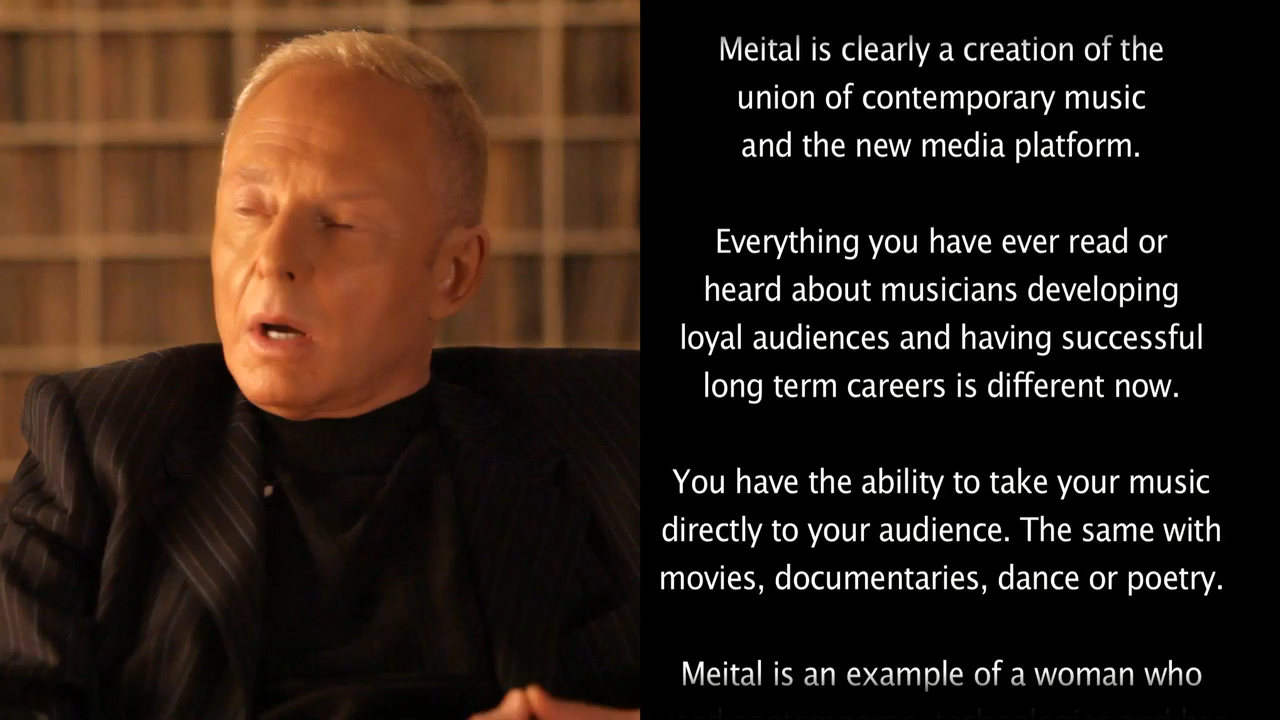 Meital is clearly a creation of the
union of contemporary music
and the new media platform.
Everything you have ever read or
heard about musicians developing
loyal audiences and having successful
long term careers is different now.
You have the ability to take your music
directly to your audience. The same with
movies, documentaries, dance or poetry.
Meital is an example of a woman who